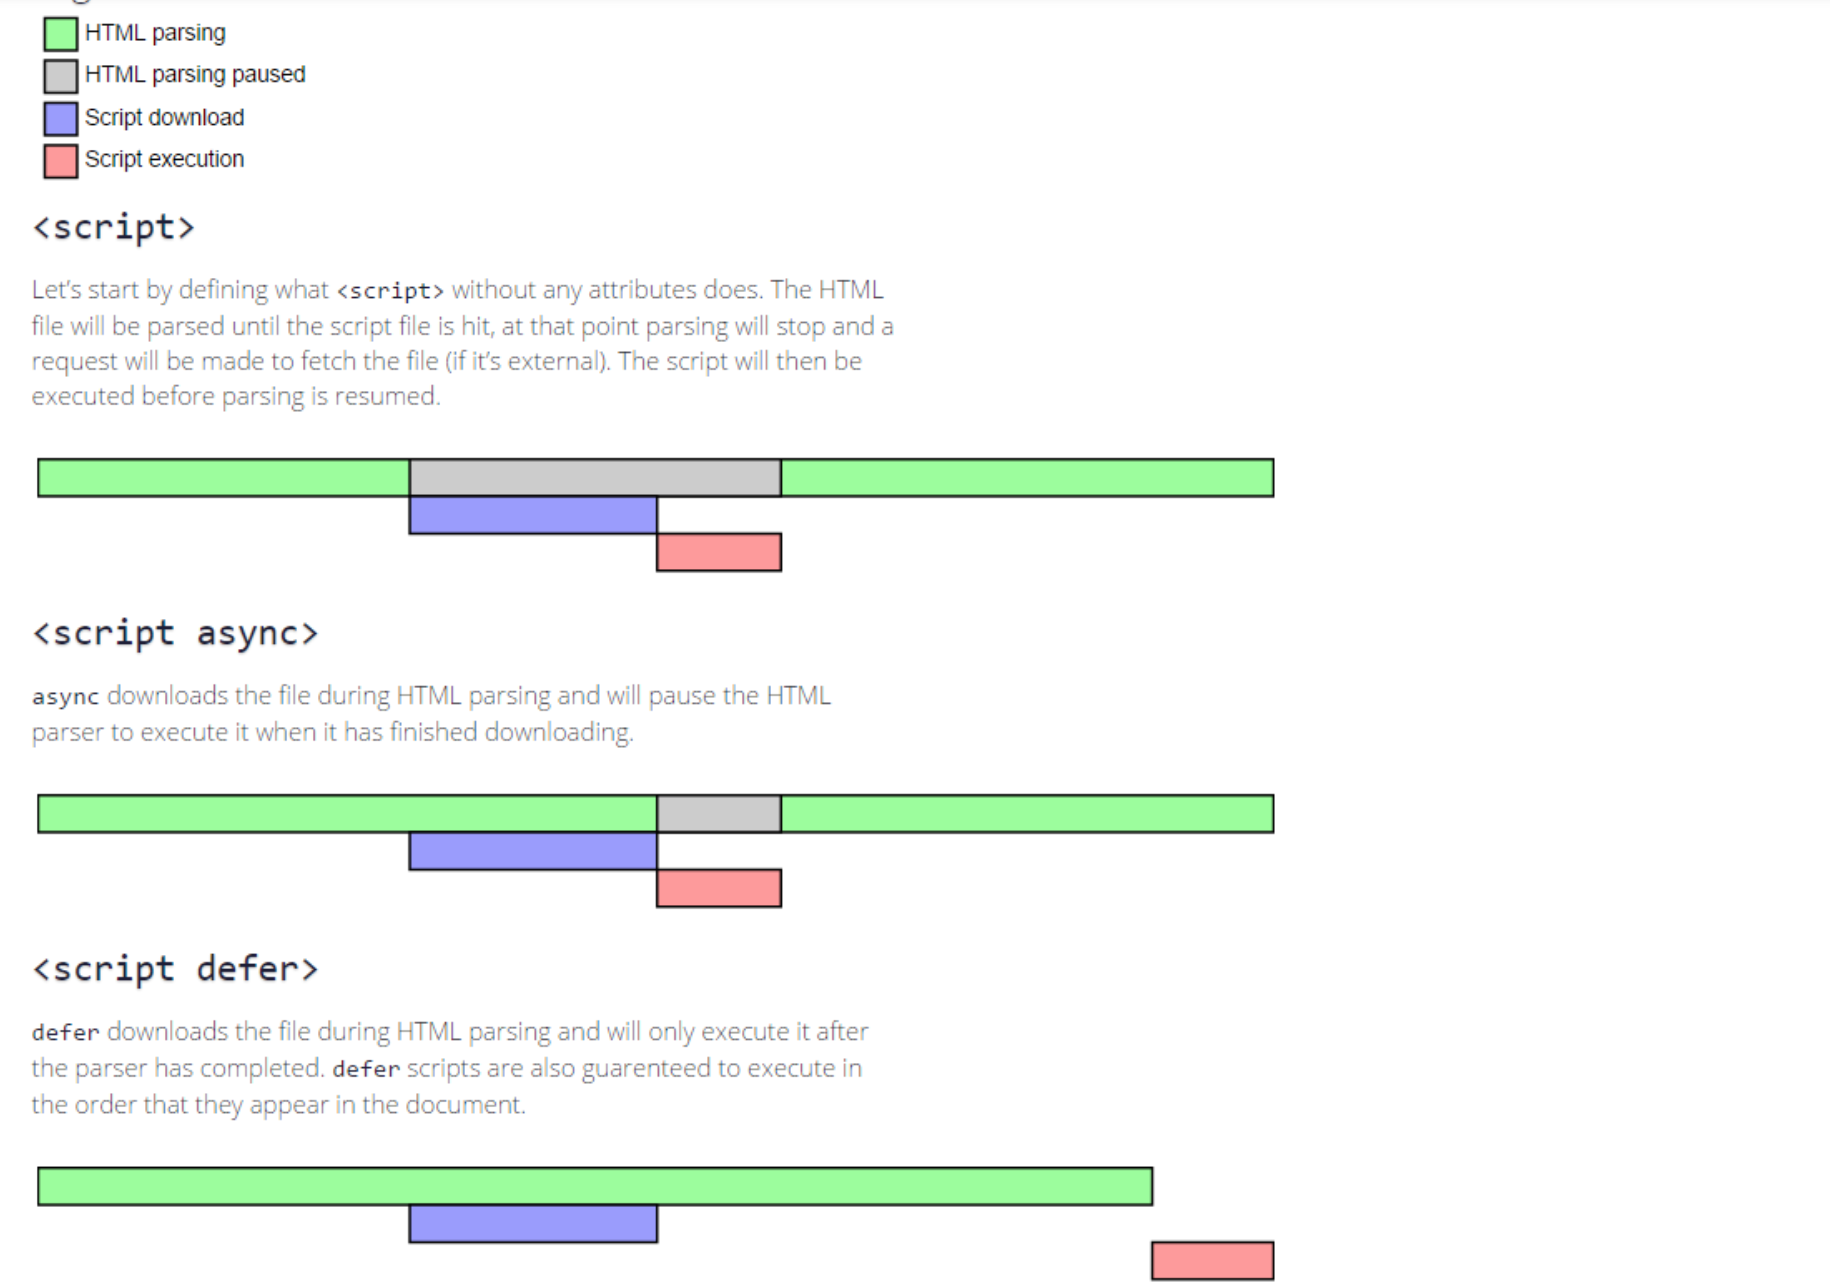 HTML parsing
HTML parsing paused
Script download
Script execution
<script>
Let's start by defining what <script> without any attributes does. The HTML
file will be parsed until the script file is hit, at that point parsing will stop and a
request will be made to fetch the file (if it's external). The script will then be
executed before parsing is resumed.
<script async>
async downloads the file during HTML parsing and will pause the HTML
parser to execute it when it has finished downloading.
<script defer>
defer downloads the file during HTML parsing and will only execute it after
the parser has completed. defer scripts are also guarenteed to execute in
the order that they appear in the document.